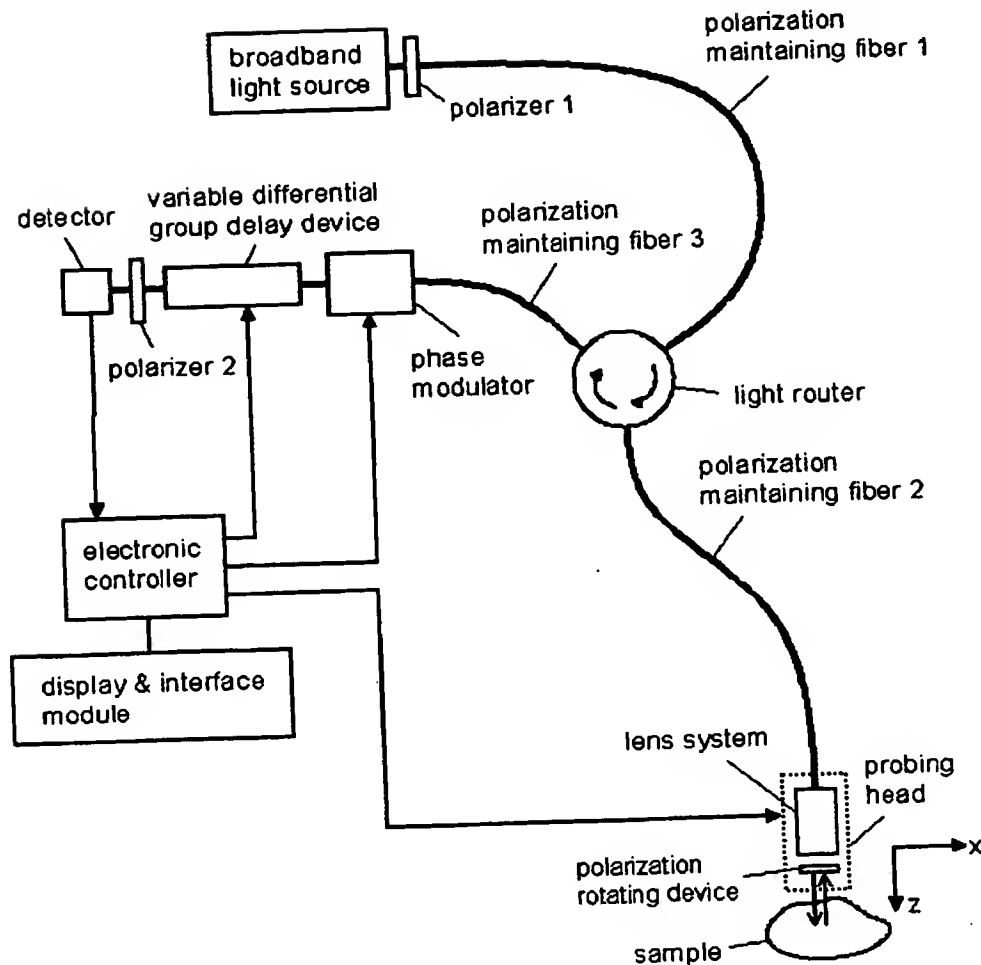 polarization
maintaining fiber 1
broadband
light source
polarizer 1
variable differential
group delay device
detector
polarization
maintaining fiber 3
polarizer 2
phase
modulator
light router
polarization
maintaining fiber 2
electronic
controller
display & interface
module
lens system
probing
head
x
polarization
rotating device
z
sample